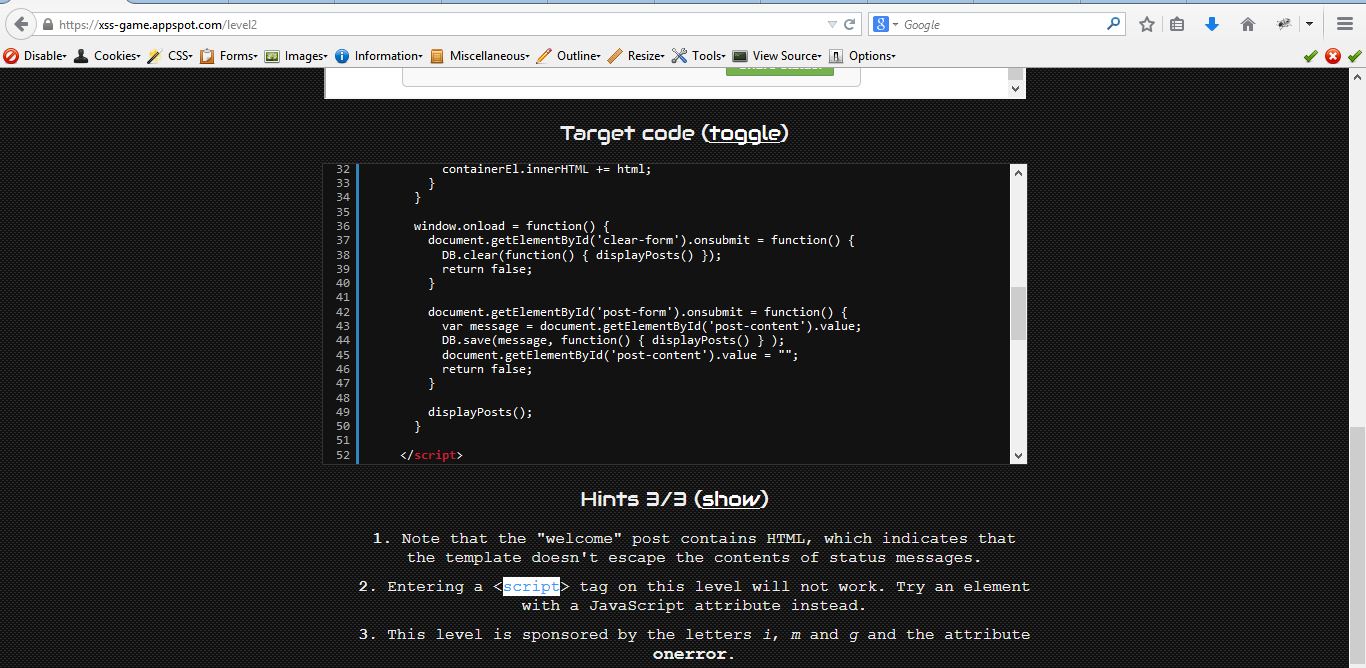 https://xss-game.appspot.com/level2
8 Google
Disable Cookies CSS Forms Images Information Miscellaneous Outline Resize Tools View Source Options
Target code (toggle)
32 containerEl.innerHTML += html;
33 }
34 }
35
36 window.onload = function() {
37 document.getElementById('clear-form').onsubmit = function() {
38 DB.clear(function() { displayPosts() });
39 return false;
40 }
41
42 document.getElementById('post-form').onsubmit = function() {
43 var message = document.getElementById('post-content').value;
44 DB.save(message, function() { displayPosts() } );
45 document.getElementById('post-content').value = "";
46 return false;
47 }
48
49 displayPosts();
50 }
51
52 </script>
Hints 3/3 (show)
1. Note that the "welcome" post contains HTML, which indicates that
the template doesn't escape the contents of status messages.
2. Entering a <script> tag on this level will not work. Try an element
with a JavaScript attribute instead.
3. This level is sponsored by the letters i, m and g and the attribute
onerror.